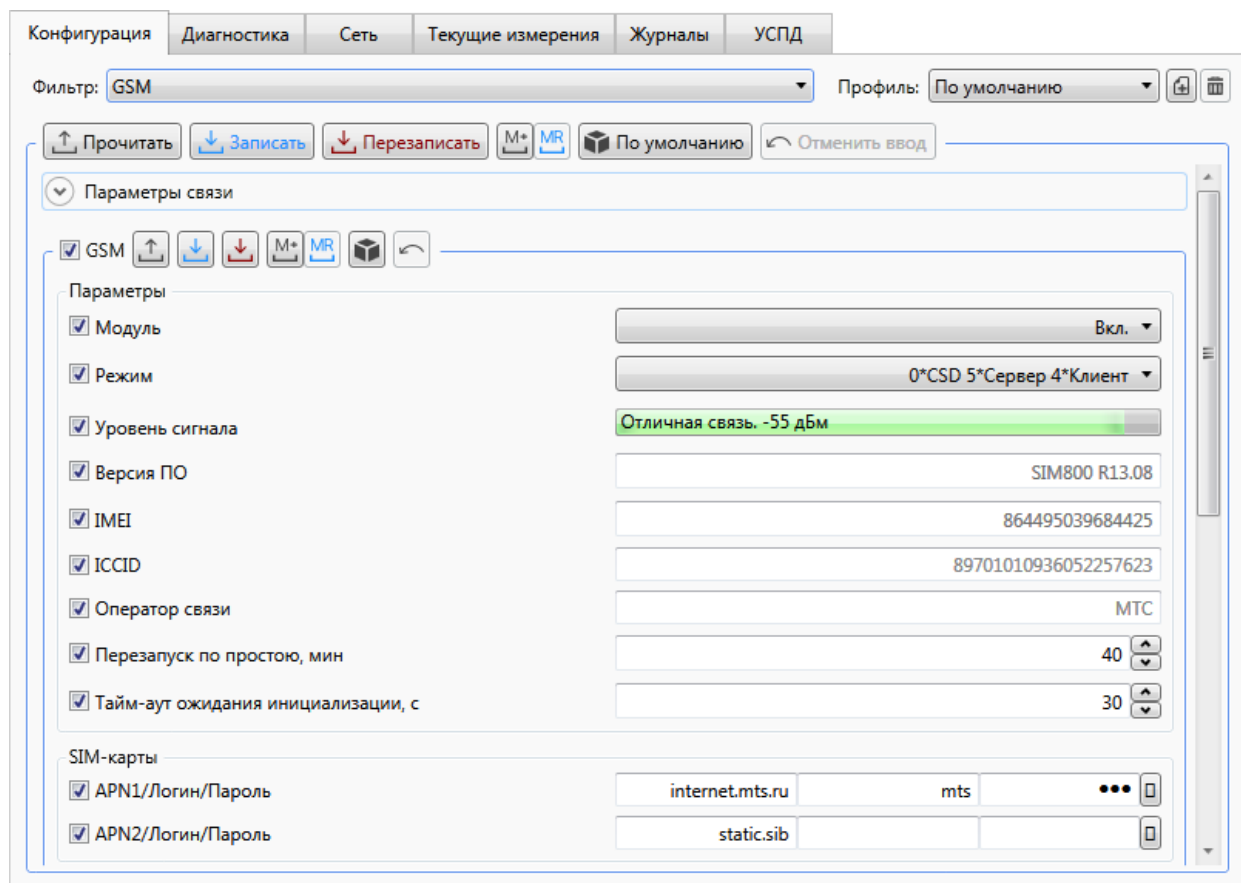 Конфигурация Диагностика Сеть Текущие измерения Журналы УСПД
Фильтр: GSM Профиль: По умолчанию
Прочитать Записать Перезаписать M+ MR По умолчанию Отменить ввод
Параметры связи
GSM M+ MR
Параметры
Модуль Вкл.
Режим 0*CSD 5*Сервер 4*Клиент
Уровень сигнала Отличная связь. -55 дБм
Версия ПО SIM800 R13.08
IMEI 864495039684425
ICCID 89701010936052257623
Оператор связи МТС
Перезапуск по простою, мин 40
Тайм-аут ожидания инициализации, с 30
SIM-карты
APN1/Логин/Пароль internet.mts.ru mts •••
APN2/Логин/Пароль static.sib